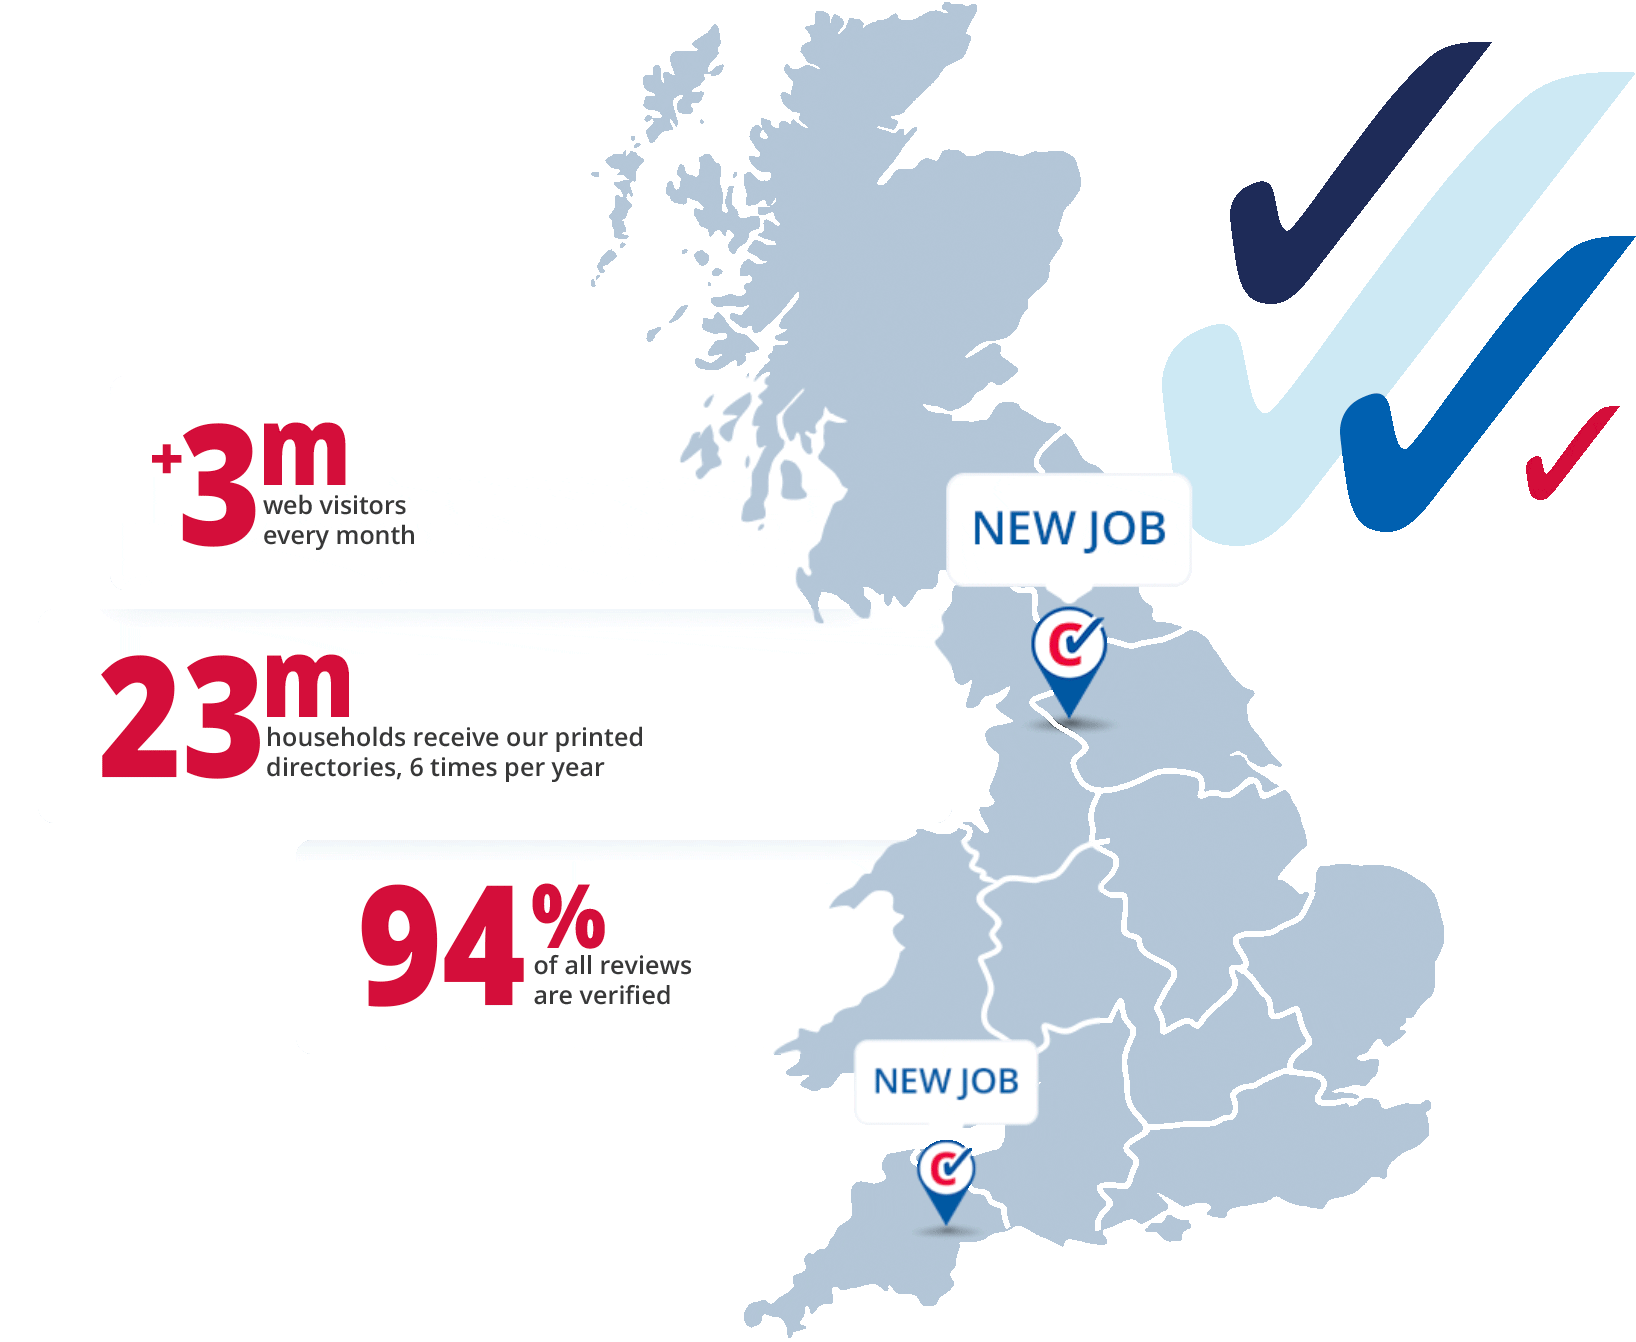 +3m
web visitors
every month
NEW JOB
C
23m
households receive our printed
directories, 6 times per year
94%
of all reviews
are verified
NEW JOB
C